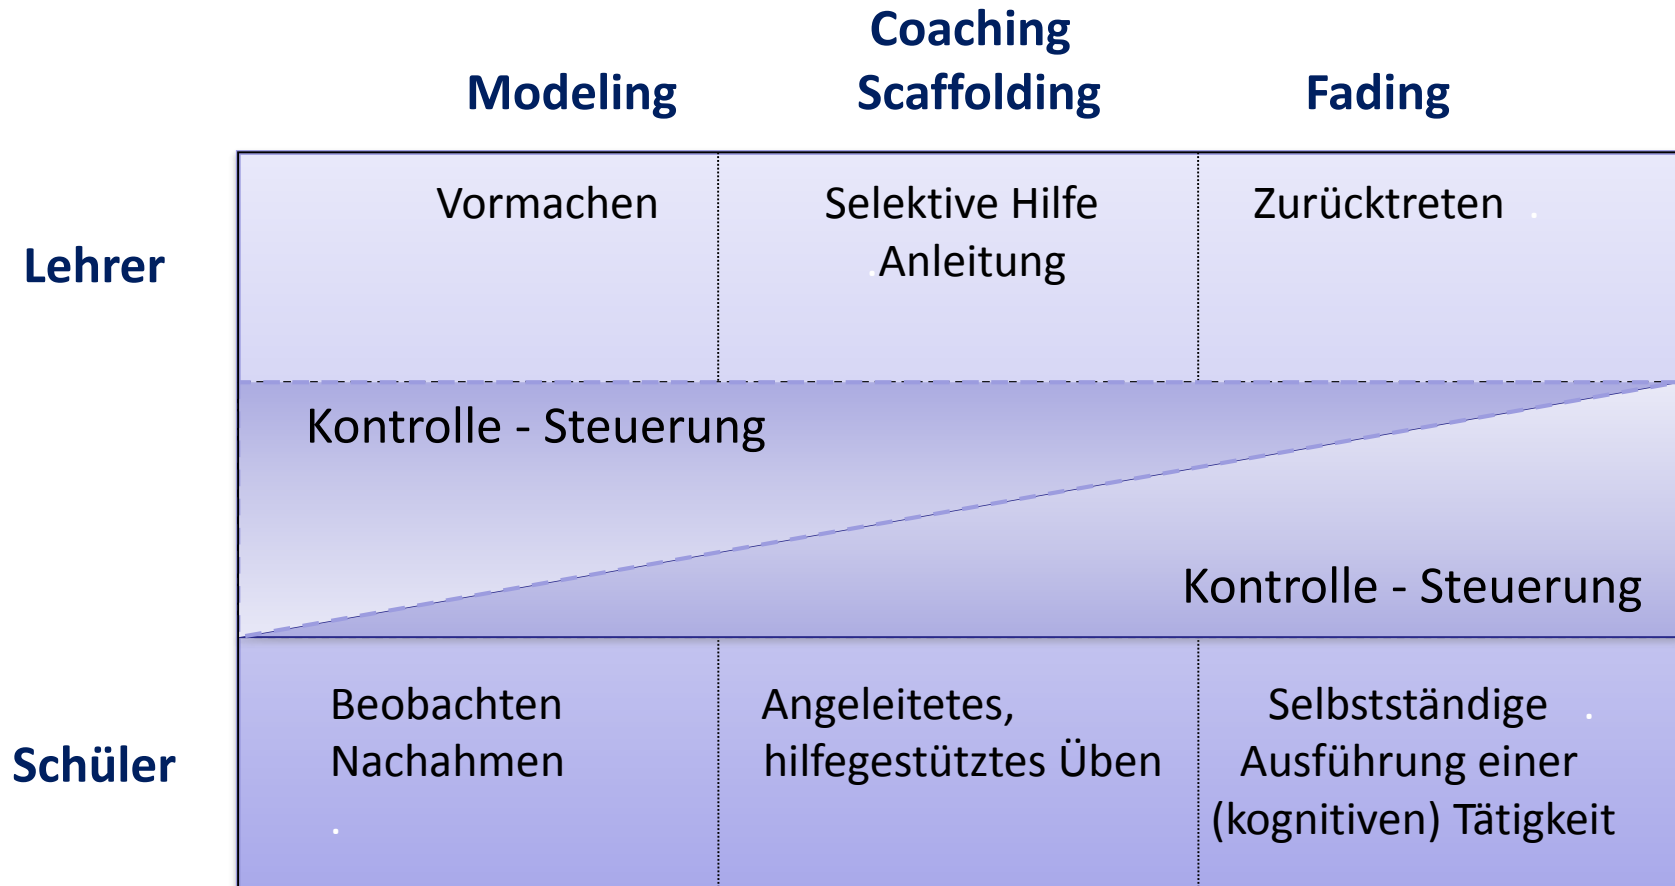 Coaching
Modeling Scaffolding Fading
Lehrer
Vormachen
Selektive Hilfe
Anleitung
Zurücktreten
Kontrolle - Steuerung
Kontrolle - Steuerung
Schüler
Beobachten
Nachahmen
Angeleitetes,
hilfegestütztes Üben
Selbstständige
Ausführung einer
(kognitiven) Tätigkeit